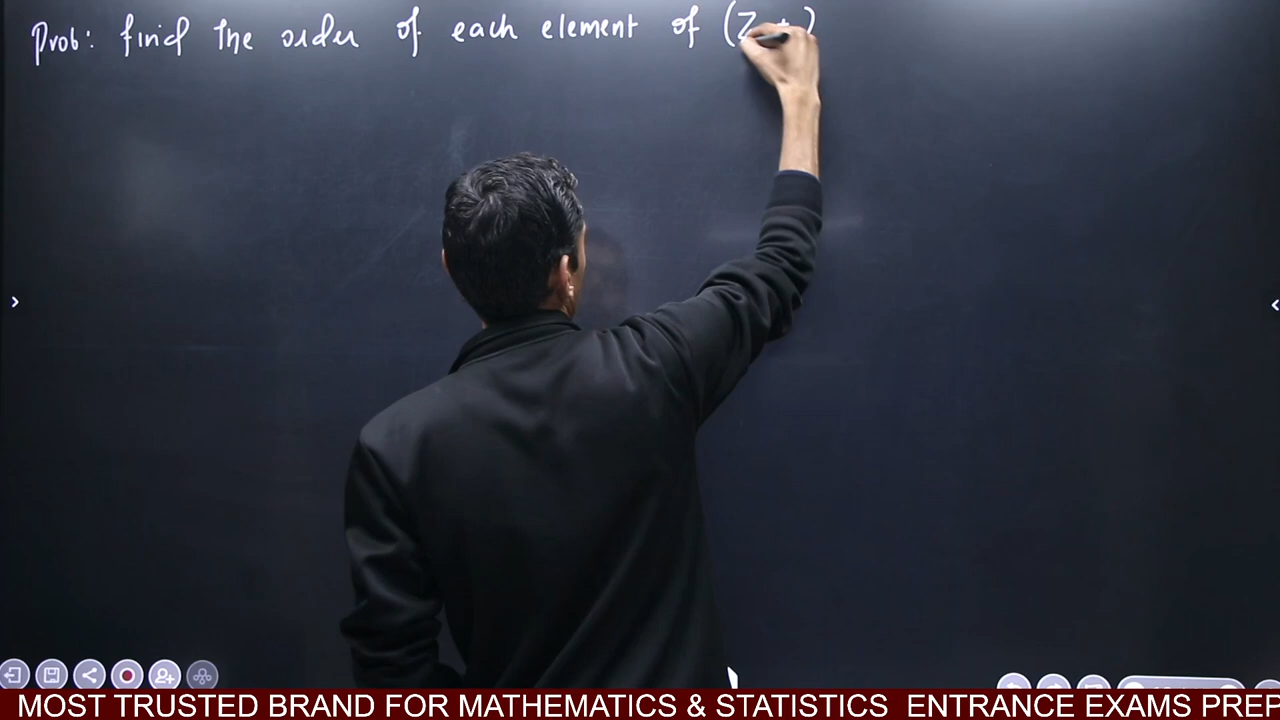 Prob: find the order of each element of (Z +)
MOST TRUSTED BRAND FOR MATHEMATICS & STATISTICS ENTRANCE EXAMS PREP